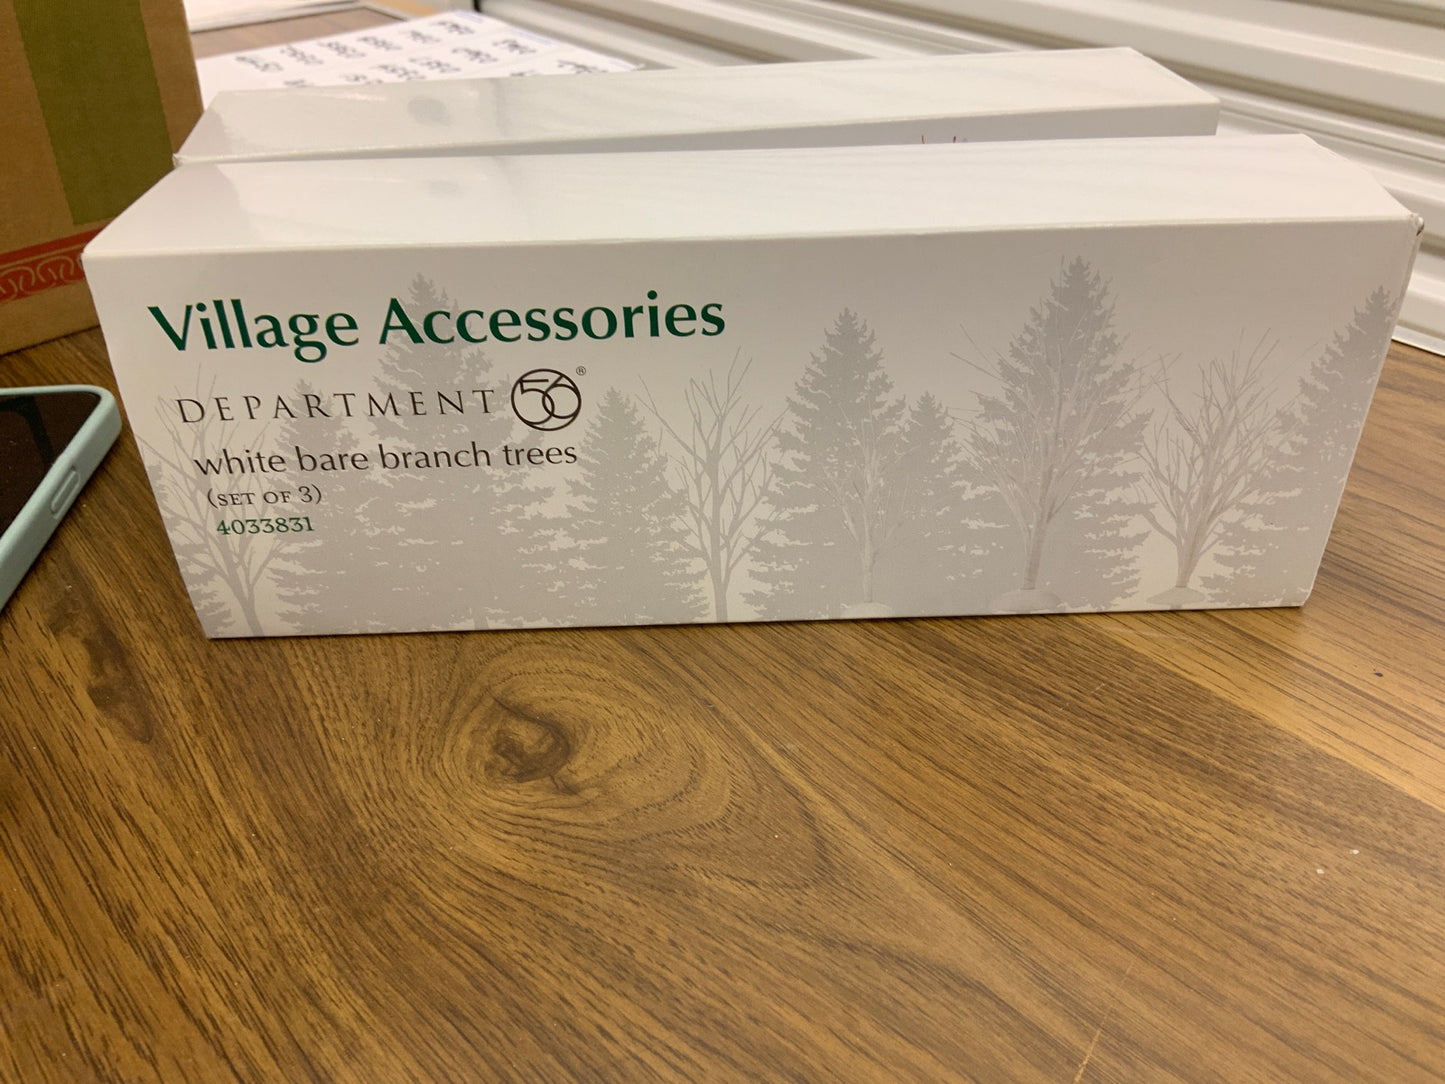 Village Accessories
DEPARTMENT 56®
white bare branch trees
(SET OF 3)
4033831